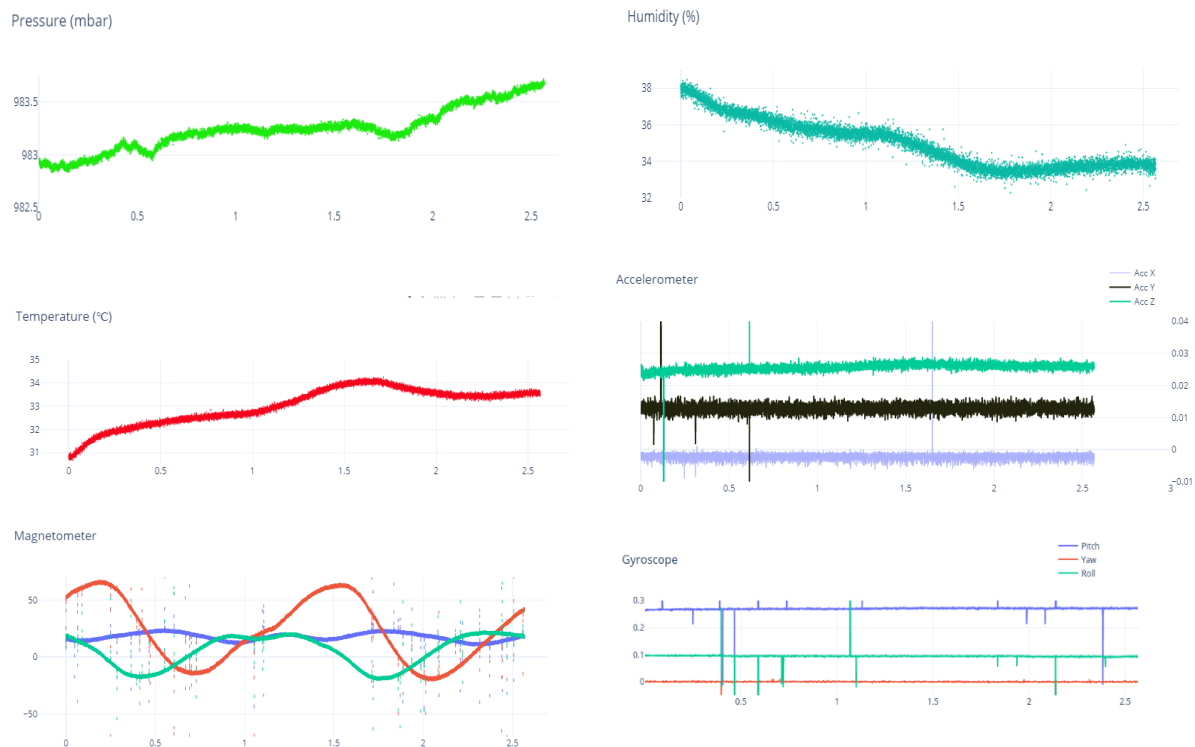 Pressure (mbar)
983.5
983
982.5
0 0.5 1 1.5 2 2.5
Humidity (%)
38
36
34
32
0 0.5 1 1.5 2 2.5
Temperature (℃)
35
34
33
32
31
0 0.5 1 1.5 2 2.5
Accelerometer
Acc X
Acc Y
Acc Z
0.04
0.03
0.02
0.01
0
−0.01
0 0.5 1 1.5 2 2.5 3
Magnetometer
50
0
−50
0 0.5 1 1.5 2 2.5
Gyroscope
Pitch
Yaw
Roll
0.3
0.2
0.1
0
0.5 1 1.5 2 2.5